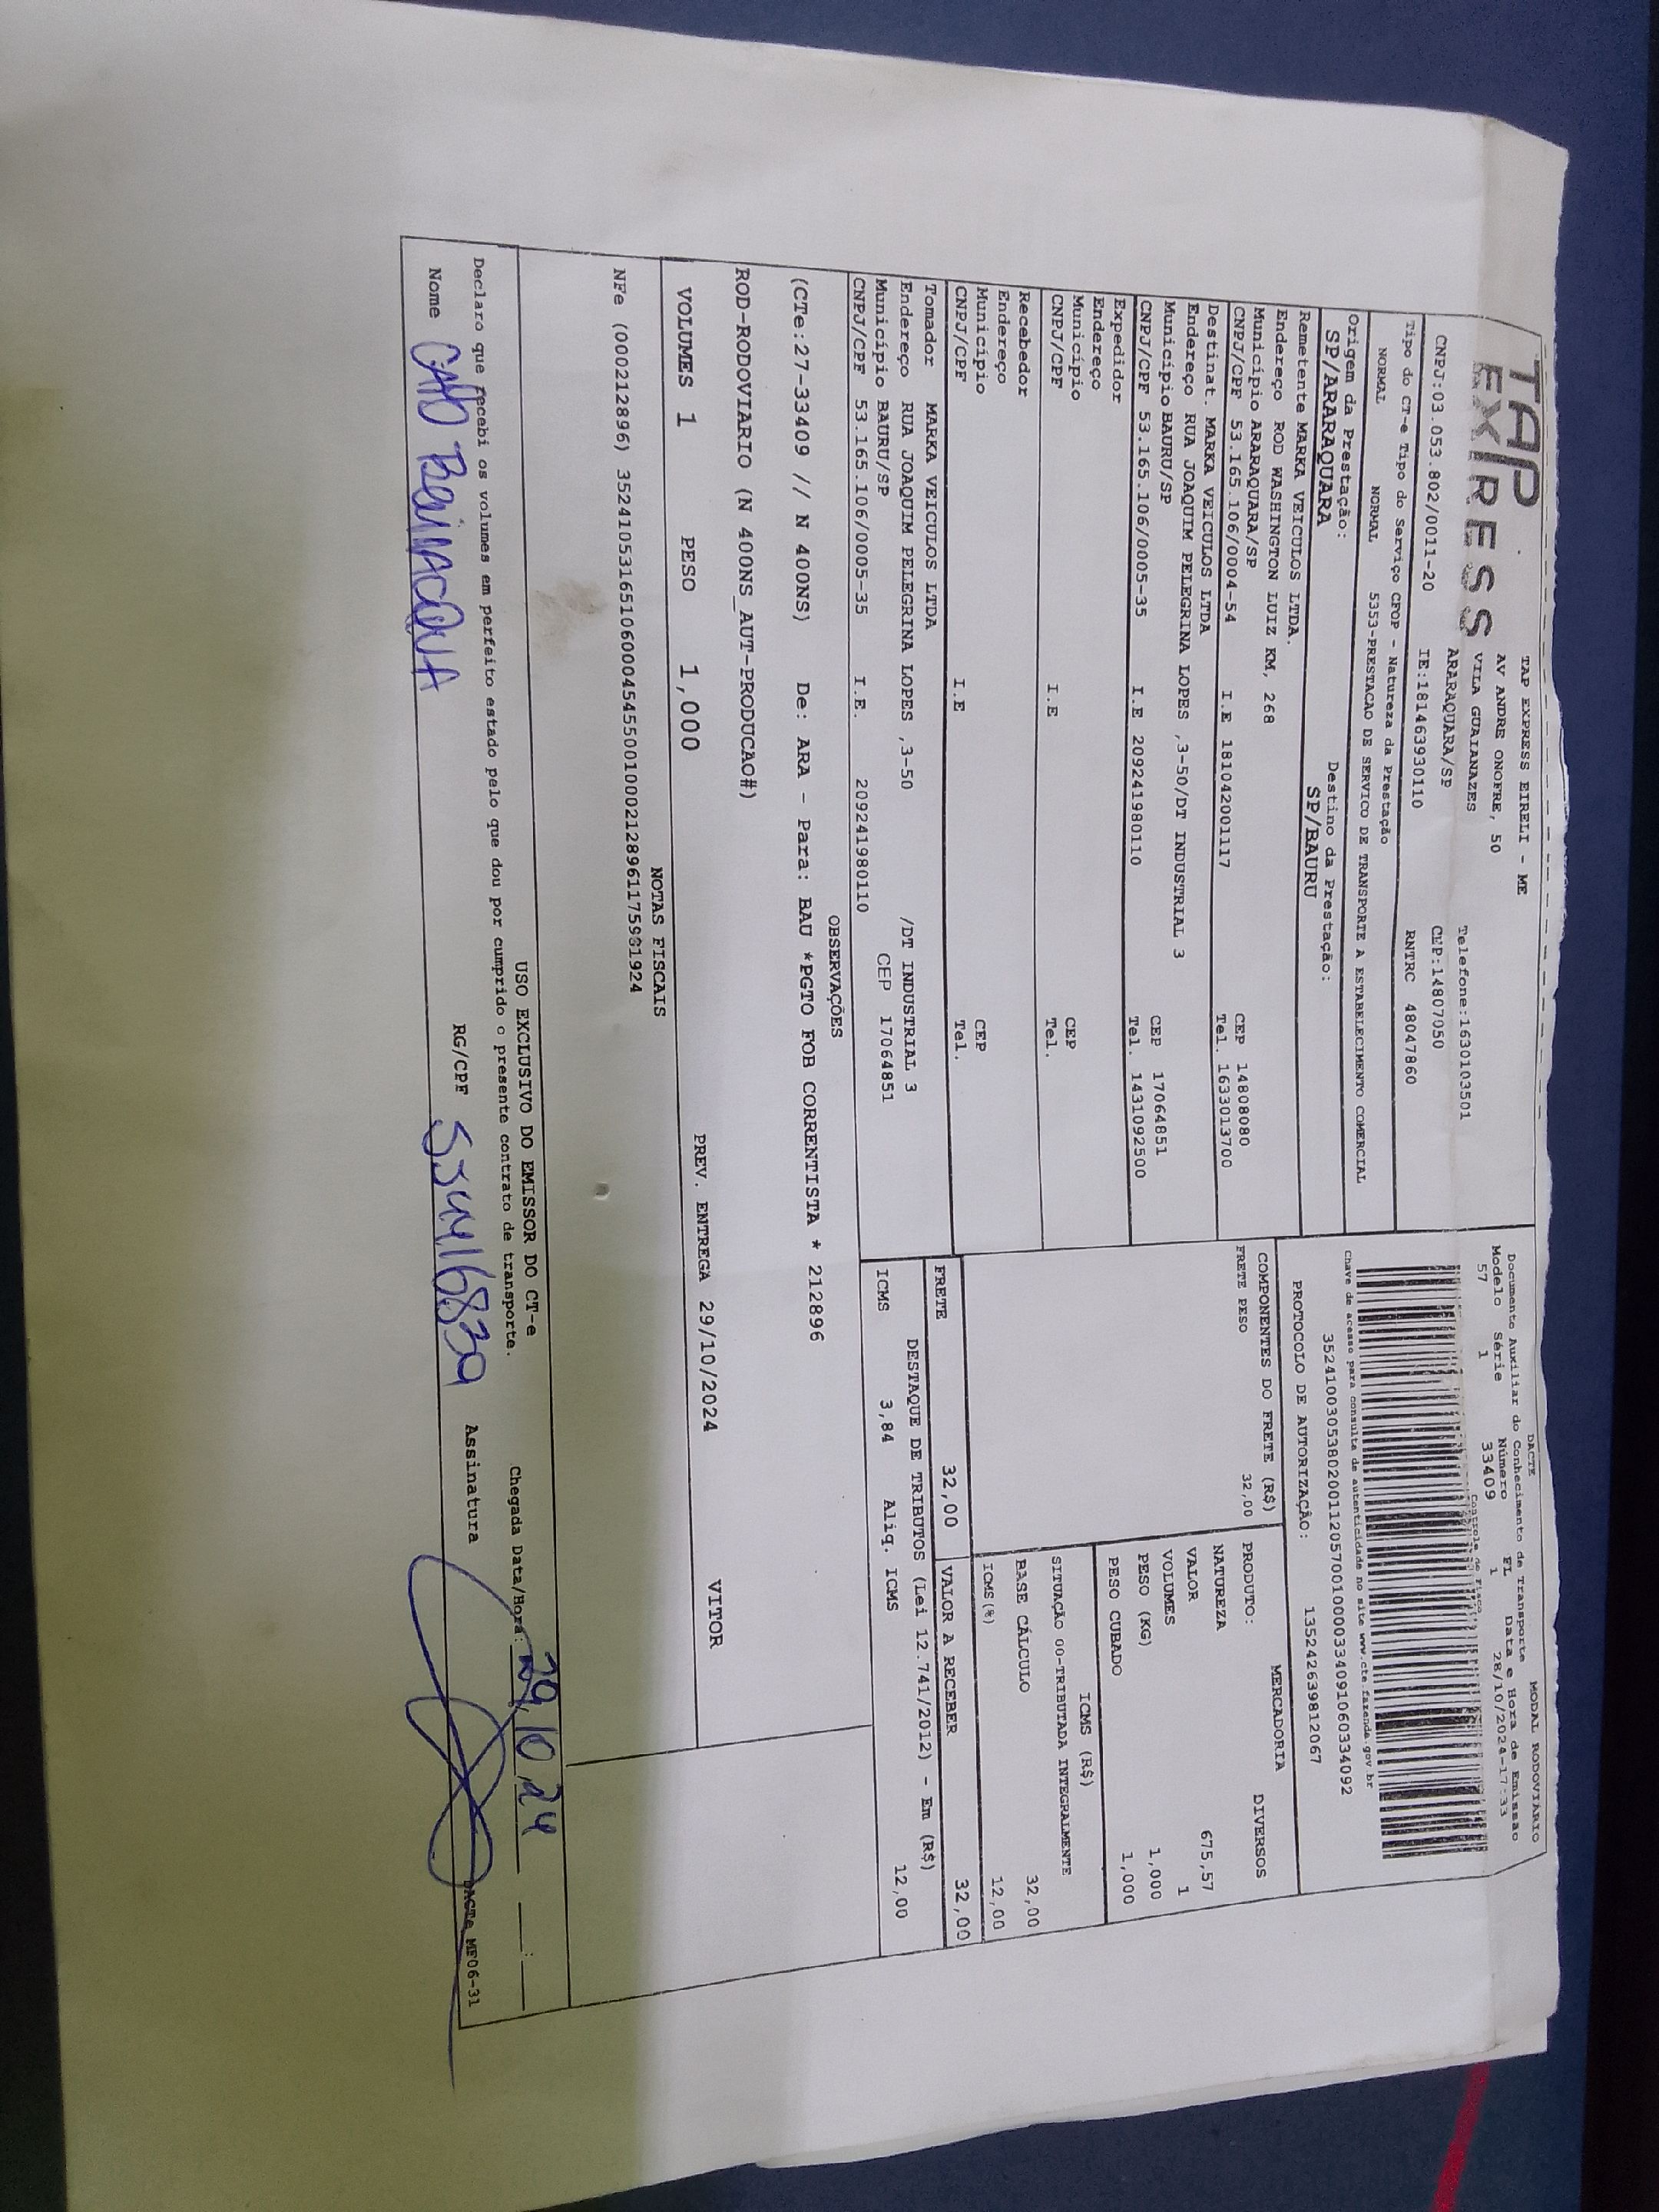 TAP EXPRESS
TAP EXPRESS EIRELI - ME
AV ANDRE ONOFRE, 50
VILA GUAIANAZES Telefone:1630103501
ARARAQUARA/SP CEP:14807050
CNPJ:03.053.802/0011-20 IE:181463930110 RNTRC 48047860
Tipo do CT-e Tipo do Serviço CFOP - Natureza da Prestação
NORMAL NORMAL 5353-PRESTACAO DE SERVICO DE TRANSPORTE A ESTABELECIMENTO COMERCIAL
Origem da Prestação: Destino da Prestação:
SP/ARARAQUARA SP/BAURU
DACTE MODAL RODOVIARIO
Documento Auxiliar do Conhecimento de Transporte
Modelo Série Número FL Data e Hora de Emissao
57 1 33409 1 28/10/2024-17:33
Controle do Fisco
Chave de acesso para consulta de autenticidade no site www.cte.fazenda.gov.br
PROTOCOLO DE AUTORIZAÇÃO: 135242639812067
Remetente MARKA VEICULOS LTDA.
Endereço ROD WASHINGTON LUIZ KM, 268
Município ARARAQUARA/SP CEP 14808080
CNPJ/CPF 53.165.106/0004-54 I.E 181042001117 Tel. 1633013700
Destinat. MARKA VEICULOS LTDA
Endereço RUA JOAQUIM PELEGRINA LOPES ,3-50/DT INDUSTRIAL 3
Município BAURU/SP CEP 17064851
CNPJ/CPF 53.165.106/0005-35 I.E 209241980110 Tel. 1431092500
Expedidor
Endereço
Município CEP
CNPJ/CPF I.E Tel.
Recebedor
Endereço
Município CEP
CNPJ/CPF I.E Tel.
Tomador MARKA VEICULOS LTDA
Endereço RUA JOAQUIM PELEGRINA LOPES ,3-50 /DT INDUSTRIAL 3
Município BAURU/SP CEP 17064851
CNPJ/CPF 53.165.106/0005-35 I.E. 209241980110
COMPONENTES DO FRETE (R$)
FRETE PESO 32,00
MERCADORIA
PRODUTO: DIVERSOS
NATUREZA
VALOR 675,57
VOLUMES 1
PESO (KG) 1,000
PESO CUBADO 1,000
ICMS (R$)
SITUAÇÃO 00-TRIBUTADA INTEGRALMENTE
BASE CÁLCULO 32,00
ICMS(%) 12,00
FRETE 32,00 VALOR A RECEBER 32,00
DESTAQUE DE TRIBUTOS (Lei 12.741/2012) - Em (R$)
ICMS 3,84 Aliq. ICMS 12,00
OBSERVAÇÕES
(CTe:27-33409 // N 400NS) De: ARA - Para: BAU *PGTO FOB CORRENTISTA * 212896
ROD-RODOVIARIO (N 400NS_AUT-PRODUCAO#)
VOLUMES 1 PESO 1,000 PREV. ENTREGA 29/10/2024 VITOR
NOTAS FISCAIS
NFe (000212896)
USO EXCLUSIVO DO EMISSOR DO CT-e
Declaro que recebi os volumes em perfeito estado pelo que dou por cumprido o presente contrato de transporte.
Chegada Data/Hora: 29, 10, 24
Nome RG/CPF Assinatura
DACTe MF06-31